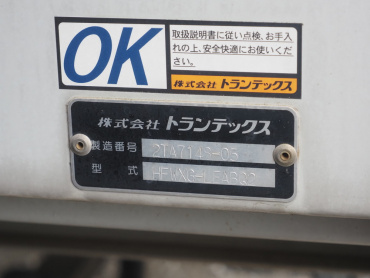 OK
取扱説明書に従い点検、お手入
れの上、安全快適にお使いくだ
さい。
株式会社 トランテックス
株式会社 トランテックス
製造番号
型 式